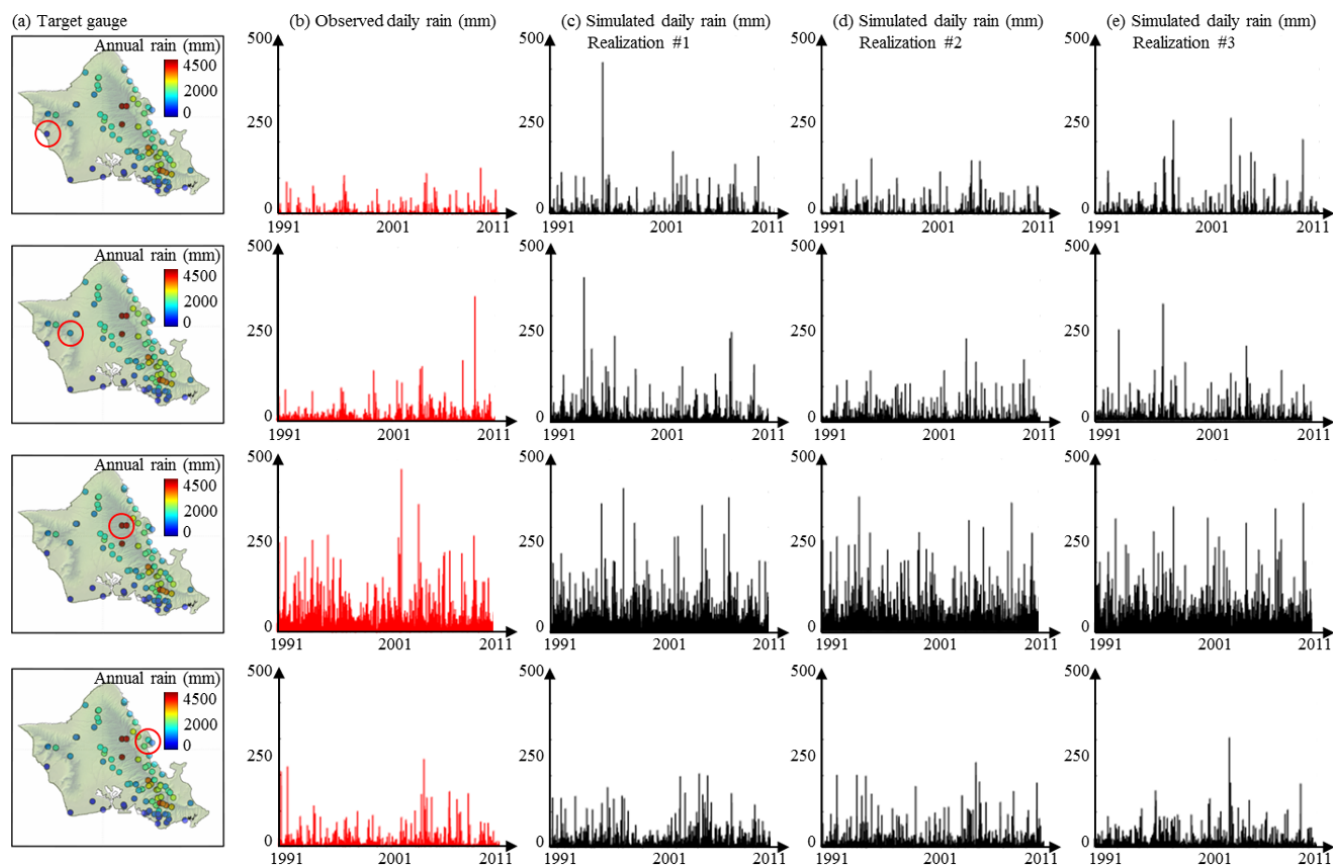 (a) Target gauge (b) Observed daily rain (mm) (c) Simulated daily rain (mm) (d) Simulated daily rain (mm) (e) Simulated daily rain (mm)
Annual rain (mm) 500 500 Realization #1 500 Realization #2 500 Realization #3
4500
2000 250 250 250 250
0
0 0 0 0
1991 2001 2011 1991 2001 2011 1991 2001 2011 1991 2001 2011
Annual rain (mm) 500 500 500 500
4500
2000 250 250 250 250
0
0 0 0 0
1991 2001 2011 1991 2001 2011 1991 2001 2011 1991 2001 2011
Annual rain (mm) 500 500 500 500
4500
2000 250 250 250 250
0
0 0 0 0
1991 2001 2011 1991 2001 2011 1991 2001 2011 1991 2001 2011
Annual rain (mm) 500 500 500 500
4500
2000 250 250 250 250
0
0 0 0 0
1991 2001 2011 1991 2001 2011 1991 2001 2011 1991 2001 2011